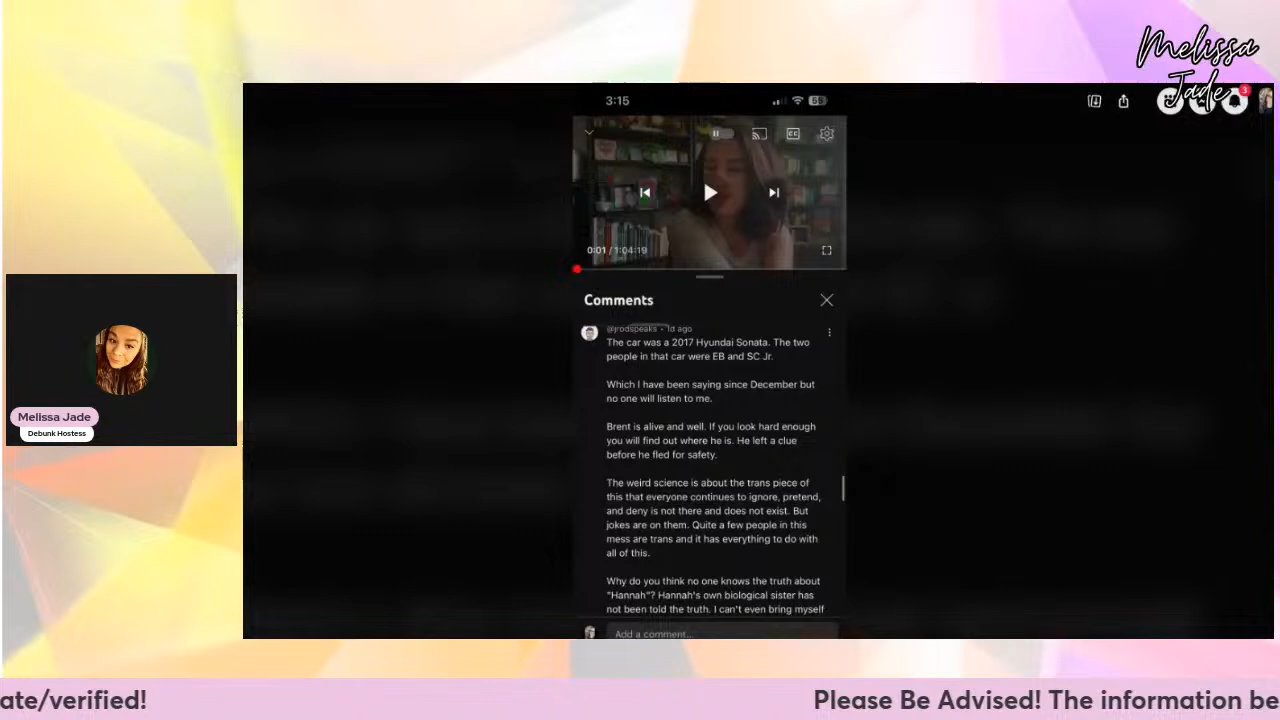 Melissa
Jade
3:15
3
CC
0:01 / 1:04:19
Comments
@jrodspeaks · 1d ago
The car was a 2017 Hyundai Sonata. The two
people in that car were EB and SC Jr.
Which I have been saying since December but
no one will listen to me.
Brent is alive and well. If you look hard enough
you will find out where he is. He left a clue
before he fled for safety.
The weird science is about the trans piece of
this that everyone continues to ignore, pretend,
and deny is not there and does not exist. But
jokes are on them. Quite a few people in this
mess are trans and it has everything to do with
all of this.
Why do you think no one knows the truth about
"Hannah"? Hannah's own biological sister has
not been told the truth. I can't even bring myself
Add a comment...
Melissa Jade
Debunk Hostess
ate/verified!
Please Be Advised! The information be